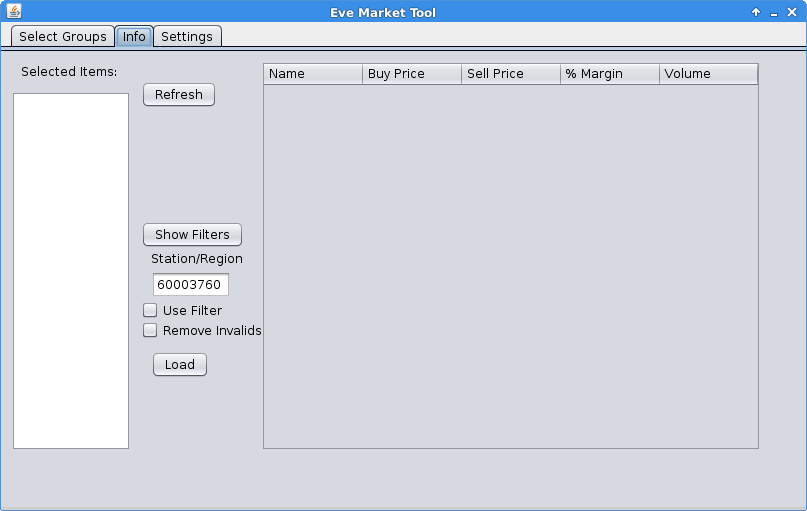 Eve Market Tool
Select Groups Info Settings
Selected Items:
Refresh
Show Filters
Station/Region
60003760
Use Filter
Remove Invalids
Load
Name Buy Price Sell Price % Margin Volume